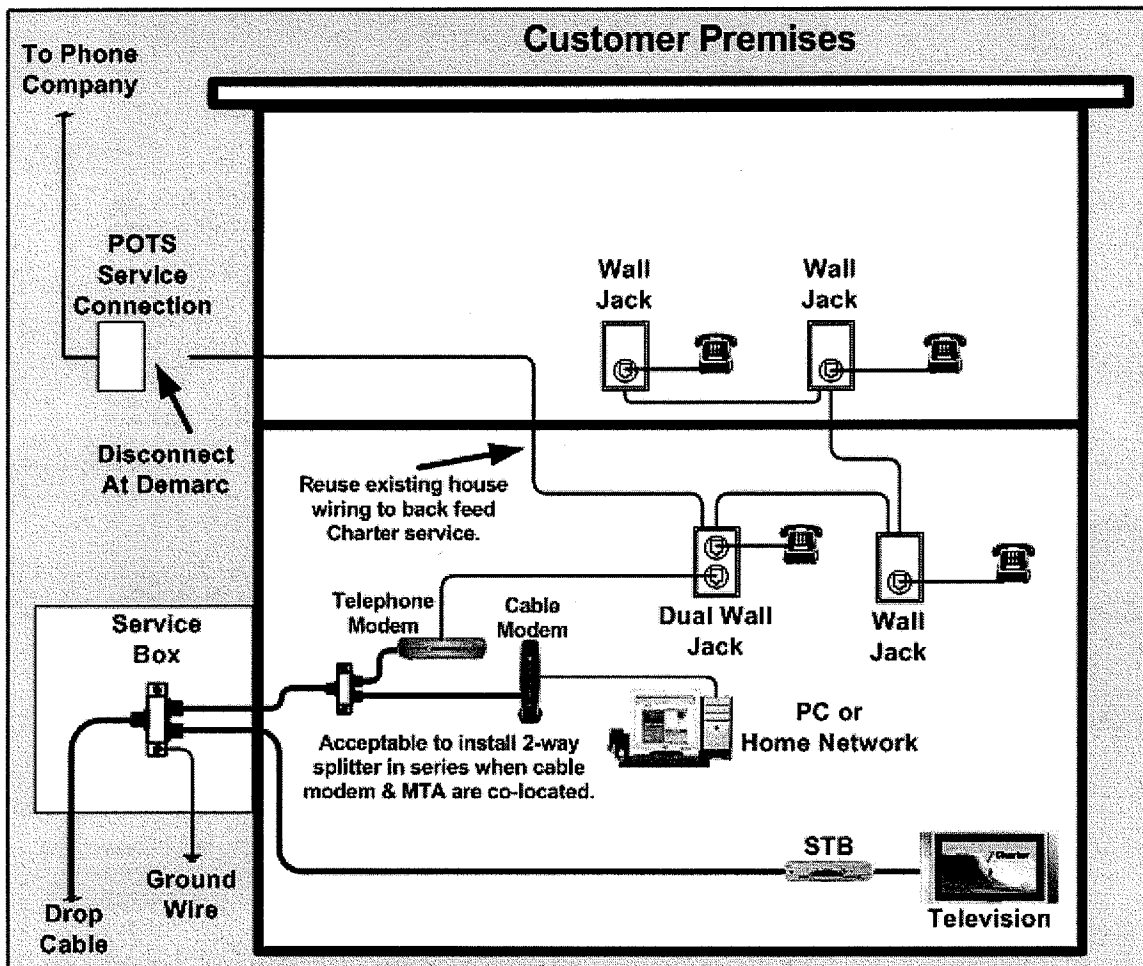 Customer Premises
To Phone
Company
POTS
Service
Connection
Wall
Jack
Wall
Jack
Disconnect
At Demarc
Reuse existing house
wiring to back feed
Charter service.
Service
Box
Telephone
Modem
Cable
Modem
Dual Wall
Jack
Wall
Jack
PC or
Home Network
Acceptable to install 2-way
splitter in series when cable
modem & MTA are co-located.
STB
Charter
Television
Ground
Wire
Drop
Cable